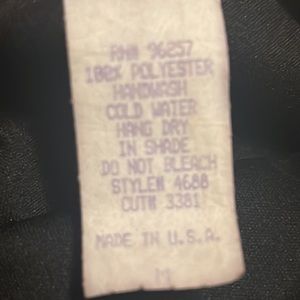 RN# 96257
100% POLYESTER
HANDWASH
COLD WATER
HANG DRY
IN SHADE
DO NOT BLEACH
STYLE# 4688
CUT# 3381
MADE IN U.S.A.
M